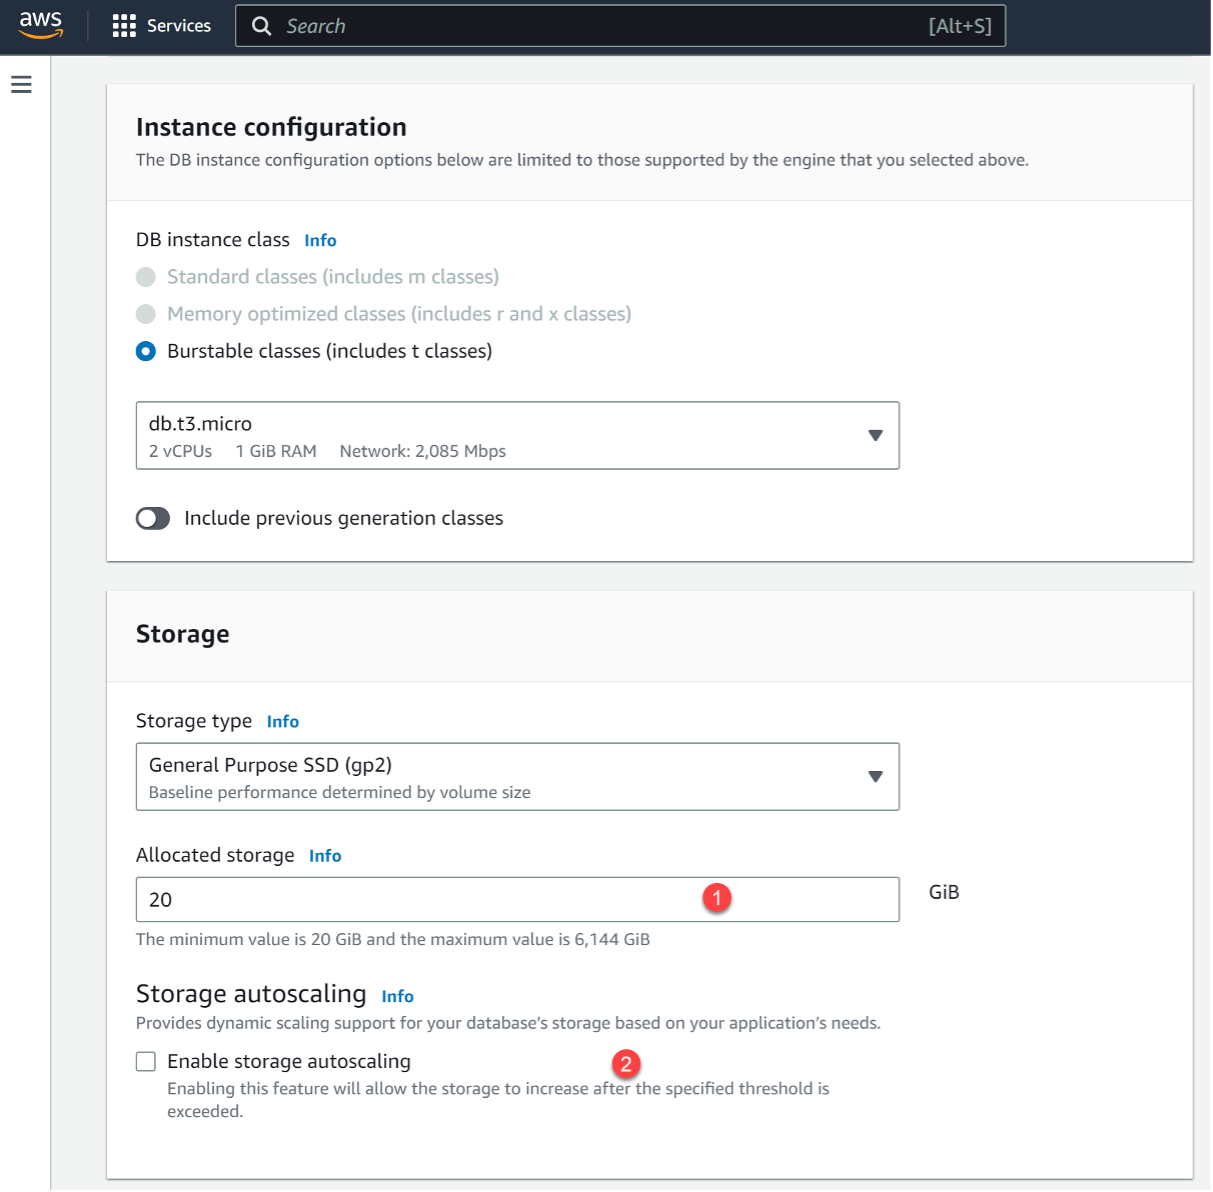 aws
Services
Search [Alt+S]
Instance configuration
The DB instance configuration options below are limited to those supported by the engine that you selected above.
DB instance class Info
Standard classes (includes m classes)
Memory optimized classes (includes r and x classes)
Burstable classes (includes t classes)
db.t3.micro
2 vCPUs 1 GiB RAM Network: 2,085 Mbps
Include previous generation classes
Storage
Storage type Info
General Purpose SSD (gp2)
Baseline performance determined by volume size
Allocated storage Info
20 1 GiB
The minimum value is 20 GiB and the maximum value is 6,144 GiB
Storage autoscaling Info
Provides dynamic scaling support for your database's storage based on your application's needs.
Enable storage autoscaling 2
Enabling this feature will allow the storage to increase after the specified threshold is
exceeded.